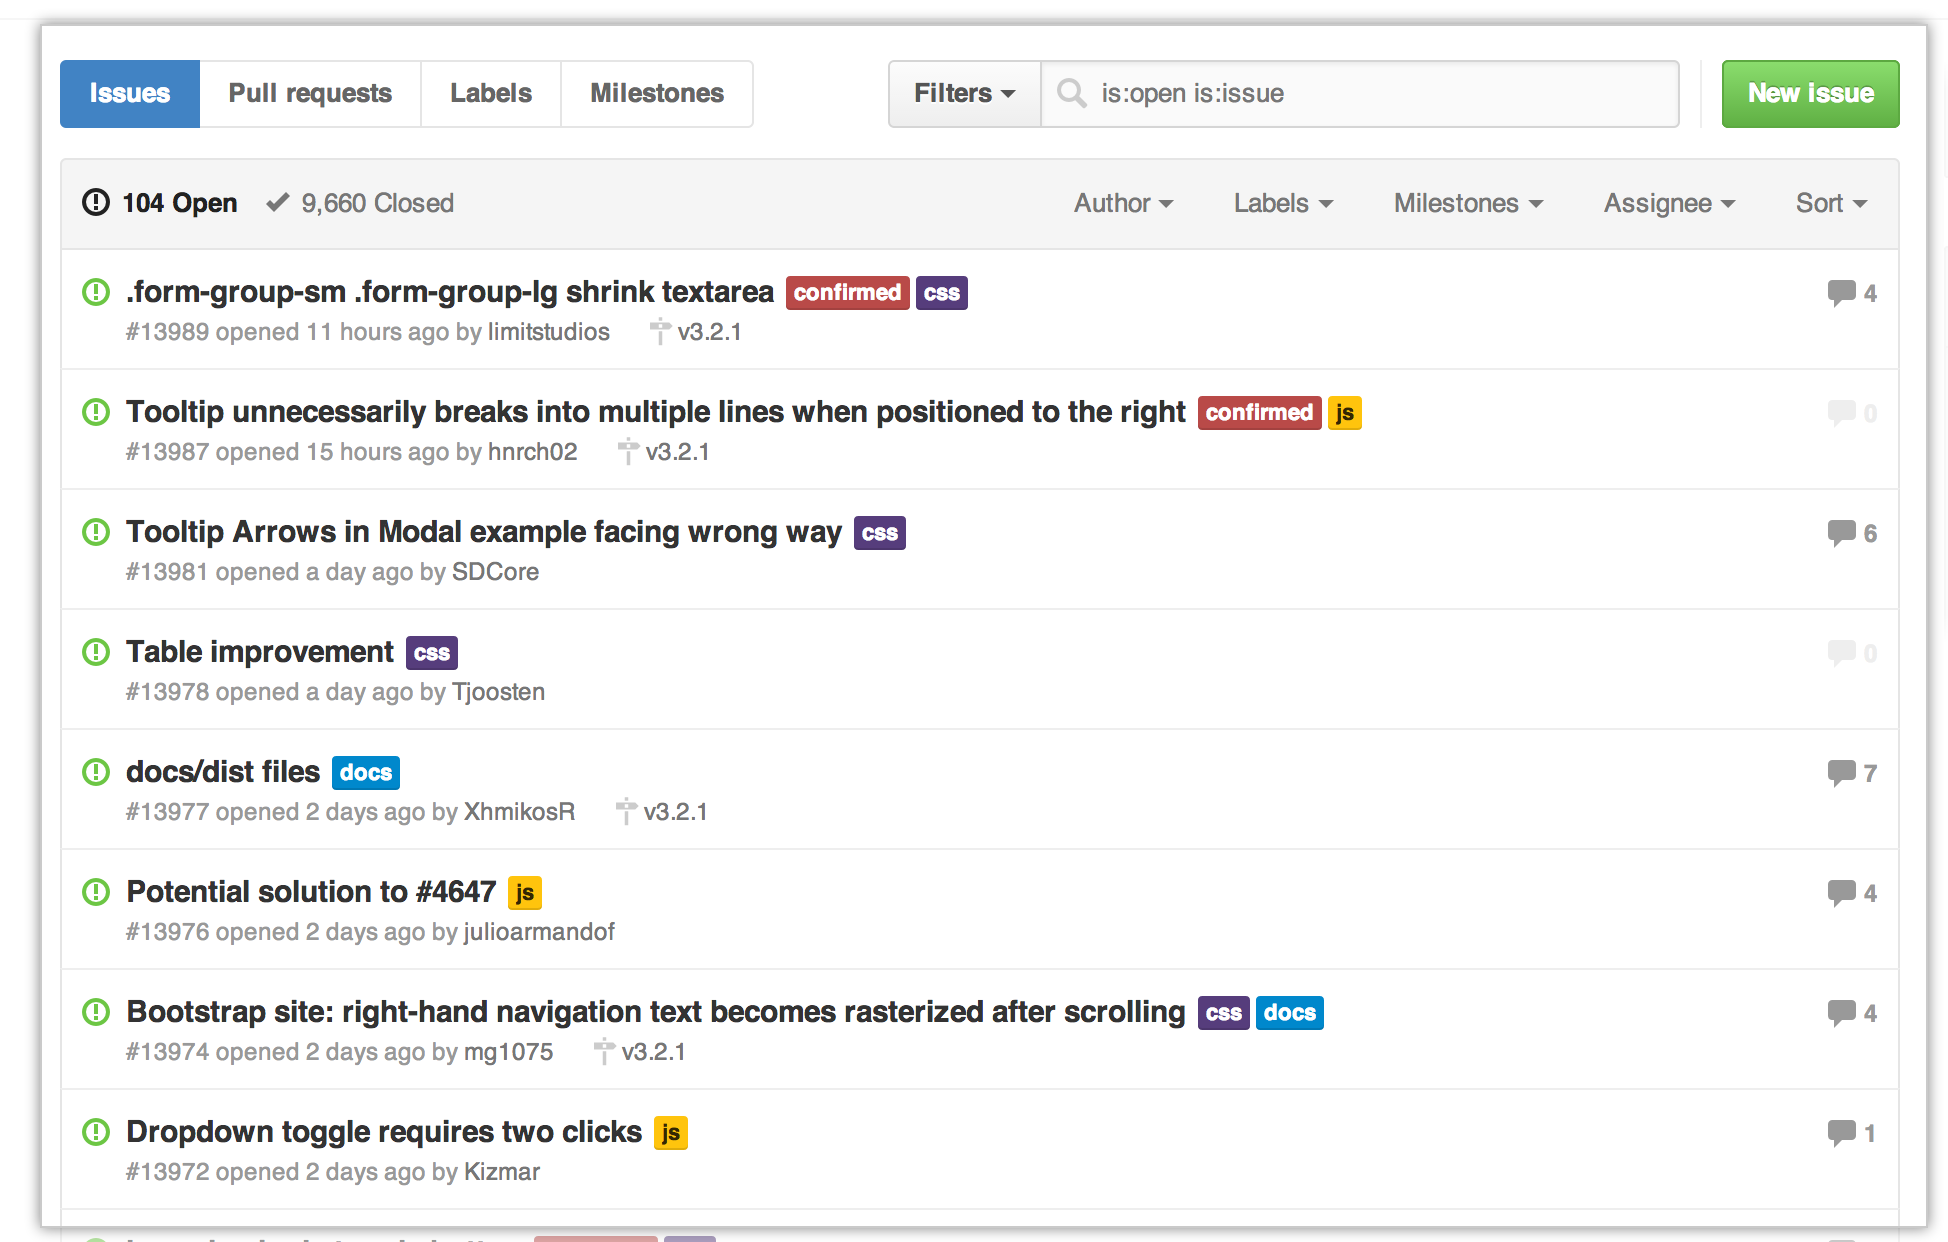 Issues Pull requests Labels Milestones Filters is:open is:issue New issue
104 Open 9,660 Closed Author Labels Milestones Assignee Sort
.form-group-sm .form-group-lg shrink textarea confirmed css 4
#13989 opened 11 hours ago by limitstudios v3.2.1
Tooltip unnecessarily breaks into multiple lines when positioned to the right confirmed js 0
#13987 opened 15 hours ago by hnrch02 v3.2.1
Tooltip Arrows in Modal example facing wrong way css 6
#13981 opened a day ago by SDCore
Table improvement css 0
#13978 opened a day ago by Tjoosten
docs/dist files docs 7
#13977 opened 2 days ago by XhmikosR v3.2.1
Potential solution to #4647 js 4
#13976 opened 2 days ago by julioarmandof
Bootstrap site: right-hand navigation text becomes rasterized after scrolling css docs 4
#13974 opened 2 days ago by mg1075 v3.2.1
Dropdown toggle requires two clicks js 1
#13972 opened 2 days ago by Kizmar